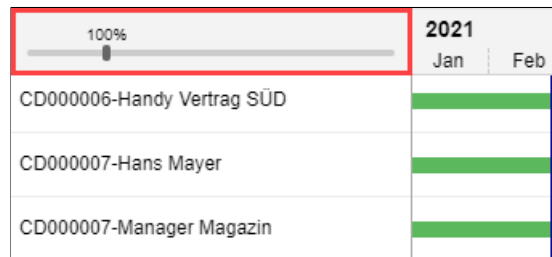 100%
2021
Jan Feb
CD000006-Handy Vertrag SÜD
CD000007-Hans Mayer
CD000007-Manager Magazin